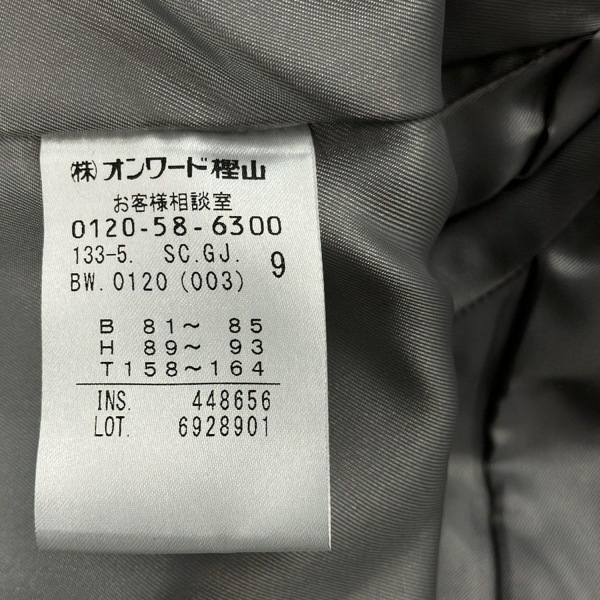 ㈱オンワード樫山
お客様相談室
0120-58-6300
133-5. SC.GJ. 9
BW.0120(003)
B 81～ 85
H 89～ 93
T158～164
INS. 448656
LOT. 6928901